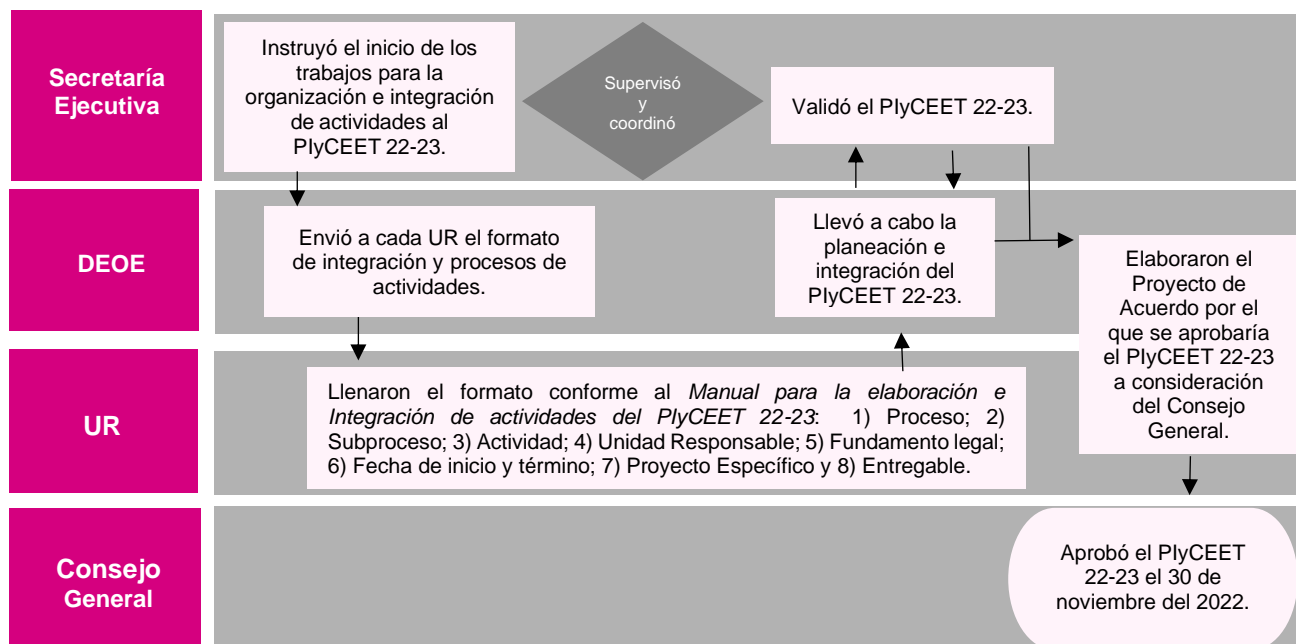 Secretaría
Ejecutiva
Instruyó el inicio de los
trabajos para la
organización e integración
de actividades al
PIyCEET 22-23.
Supervisó
y
coordinó
Validó el PIyCEET 22-23.
DEOE
Envió a cada UR el formato
de integración y procesos de
actividades.
Llevó a cabo la
planeación e
integración del
PIyCEET 22-23.
Elaboraron el
Proyecto de
Acuerdo por el
que se aprobaría
el PIyCEET 22-23
a consideración
del Consejo
General.
UR
Llenaron el formato conforme al Manual para la elaboración e
Integración de actividades del PIyCEET 22-23: 1) Proceso; 2)
Subproceso; 3) Actividad; 4) Unidad Responsable; 5) Fundamento legal;
6) Fecha de inicio y término; 7) Proyecto Específico y 8) Entregable.
Consejo
General
Aprobó el PIyCEET
22-23 el 30 de
noviembre del 2022.